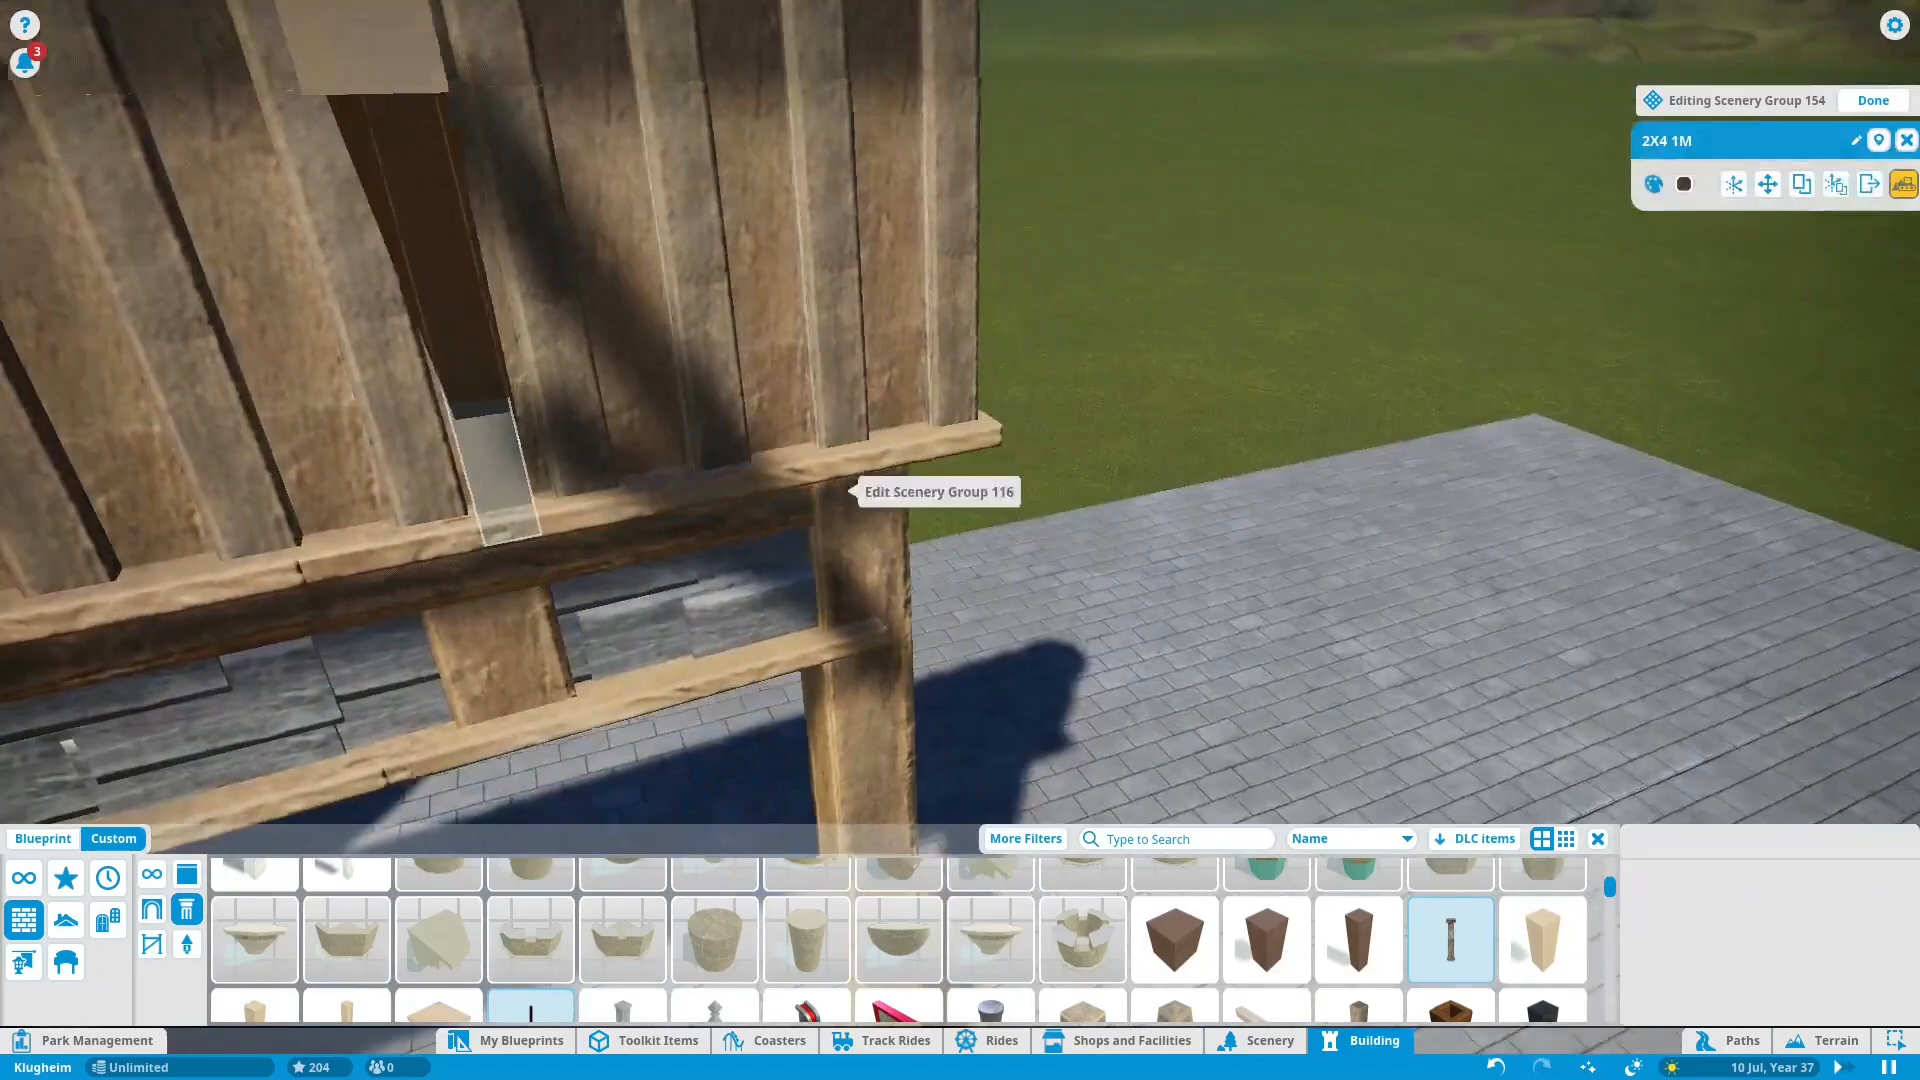 ?
3
Editing Scenery Group 154
Done
2X4 1M
Edit Scenery Group 116
Blueprint
Custom
More Filters
Type to Search
Name
DLC items
Park Management
My Blueprints
Toolkit Items
Coasters
Track Rides
Rides
Shops and Facilities
Scenery
Building
Paths
Terrain
Klugheim
Unlimited
204
0
10 Jul, Year 37